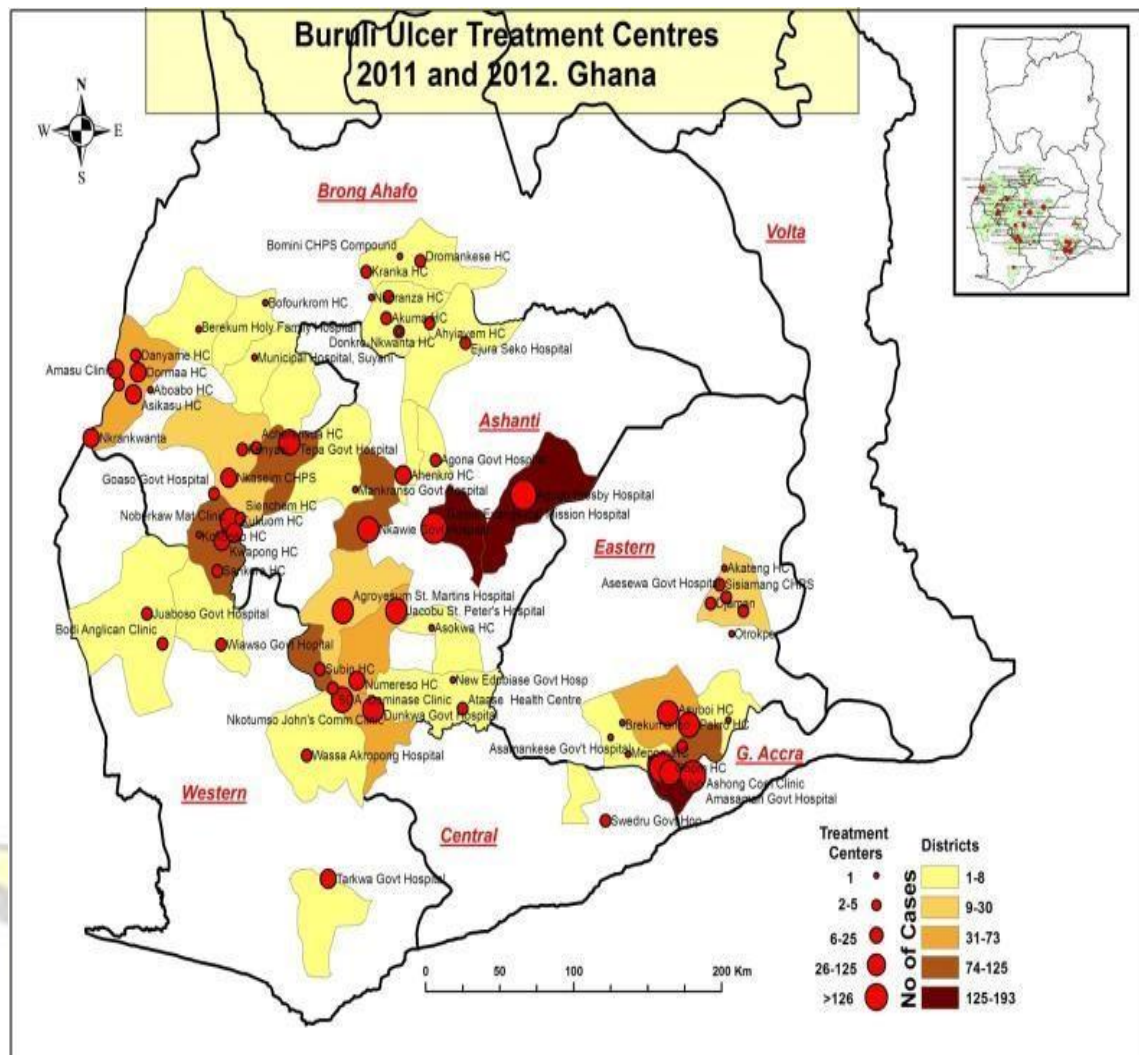 Buruli Ulcer Treatment Centres
2011 and 2012. Ghana
N
W
E
S
Brong Ahafo
Volta
Bomini CHPS Compound
Dromankese HC
Kranka HC
Bofourkrom HC
Akuma HC
Berekum Holy Family Hospital
Ahyiayem HC
Donkro Nkwanta HC
Ejura Seko Hospital
Danyame HC
Municipal Hospital, Suyani
Amasu Clini
Dormaa HC
Aboabo HC
Asikasu HC
Ashanti
Nkrankwanta
Tepa Govt Hospital
Agona Govt Hospital
Ahenkro HC
Goaso Govt Hospital
Nkaseim CHPS
Mankranso Govt Hospital
Sienchem HC
Noberkaw Mat Clinic
Kukuom HC
Mission Hospital
Nkawie Govt Hospital
Kwapong HC
Eastern
Sankore HC
Akateng HC
Asesewa Govt Hospital
Sisiamang CHPS
Agroyesum St. Martins Hospital
Jacobu St. Peter's Hospital
Juaboso Govt Hospital
Asokwa HC
Otrokpe
Bodi Anglican Clinic
Wiawso Govt Hopital
Subin HC
New Edubiase Govt Hosp
Numereso HC
Ataase Health Centre
Nkotumso John's Comm Clinic
Dunkwa Govt Hospital
Asuboi HC
Pakro HC
Asamankese Gov't Hospital
Wassa Akropong Hospital
G. Accra
Ashong Com Clinic
Amasaman Govt Hospital
Western
Swedru Govt Hop
Central
Tarkwa Govt Hospital
Treatment
Centers
Districts
No of Cases
1
1-8
2-5
9-30
6-25
31-73
26-125
74-125
>126
125-193
0
50
100
200 Km